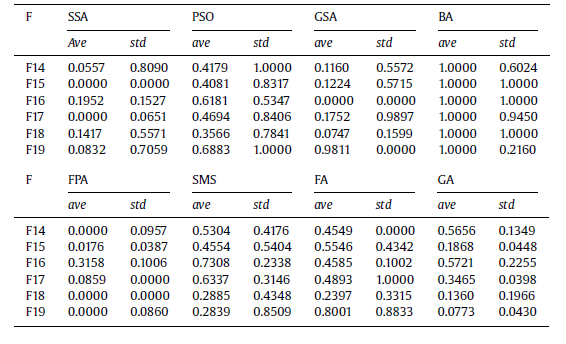 F SSA PSO GSA BA
Ave std ave std ave std ave std
F14 0.0557 0.8090 0.4179 1.0000 0.1160 0.5572 1.0000 0.6024
F15 0.0000 0.0000 0.4081 0.8317 0.1224 0.5715 1.0000 1.0000
F16 0.1952 0.1527 0.6181 0.5347 0.0000 0.0000 1.0000 1.0000
F17 0.0000 0.0651 0.4694 0.8406 0.1752 0.9897 1.0000 0.9450
F18 0.1417 0.5571 0.3566 0.7841 0.0747 0.1599 1.0000 1.0000
F19 0.0832 0.7059 0.6883 1.0000 0.9811 0.0000 1.0000 0.2160
F FPA SMS FA GA
ave std ave std ave std ave std
F14 0.0000 0.0957 0.5304 0.4176 0.4549 0.0000 0.5656 0.1349
F15 0.0176 0.0387 0.4554 0.5404 0.5546 0.4342 0.1868 0.0448
F16 0.3158 0.1006 0.7308 0.2338 0.4585 0.1002 0.5721 0.2255
F17 0.0859 0.0000 0.6337 0.3146 0.4893 1.0000 0.3465 0.0398
F18 0.0000 0.0000 0.2885 0.4348 0.2397 0.3315 0.1360 0.1966
F19 0.0000 0.0860 0.2839 0.8509 0.8001 0.8833 0.0773 0.0430